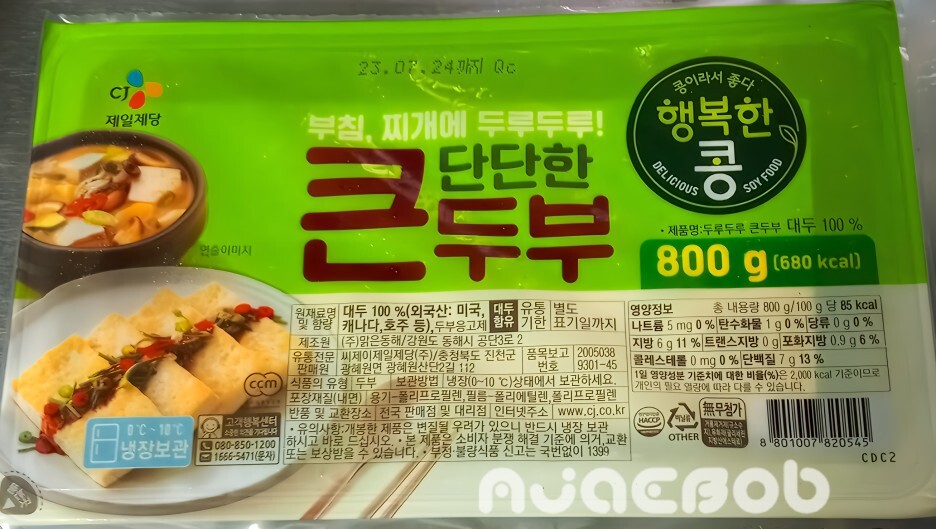 23.07.24까지 Qc
CJ
제일제당
부침, 찌개에 두루두루!
단단한
큰두부
콩이라서 좋다
행복한
콩
DELICIOUS SOY FOOD
연출이미지
• 제품명:두루두루 큰두부 대두 100 %
800 g (680 kcal)
원재료명 및 함량 대두 100 %(외국산: 미국, 캐나다,호주 등),두부응고제
대두 함유
유통기한 별도 표기일까지
제조원 (주)맑은동해/강원도 동해시 공단3로 2
유통전문판매원 씨제이제일제당(주)/충청북도 진천군 광혜원면 광혜원산단2길 112
품목보고번호 2005038 9301-45
식품의 유형 두부 보관방법 냉장(0~10 ℃)상태에서 보관하세요.
포장재질(내면) 용기-폴리프로필렌, 필름-폴리에틸렌,폴리프로필렌
반품 및 교환장소 전국 판매점 및 대리점 인터넷주소 www.cj.co.kr
• 유의사항:개봉한 제품은 변질될 우려가 있으니 반드시 냉장 보관
하시고 바로 드십시오. • 본 제품은 소비자 분쟁 해결 기준에 의거,교환
또는 보상받을 수 있습니다. • 부정·불량식품 신고는 국번없이 1399
영양정보 총 내용량 800 g/100 g 당 85 kcal
나트륨 5 mg 0 % 탄수화물 1 g 0 % 당류 0 g 0 %
지방 6 g 11 % 트랜스지방 0 g 포화지방 0.9 g 6 %
콜레스테롤 0 mg 0 % 단백질 7 g 13 %
1일 영양성분 기준치에 대한 비율(%)은 2,000 kcal 기준이므로
개인의 필요 열량에 따라 다를 수 있습니다.
ccm
0℃~10℃
냉장보관
고객행복센터
080-850-1200
1666-5471(문자)
HACCP
OTHER
無무첨가
8 801007 820545
CDC2
AJAEBOB